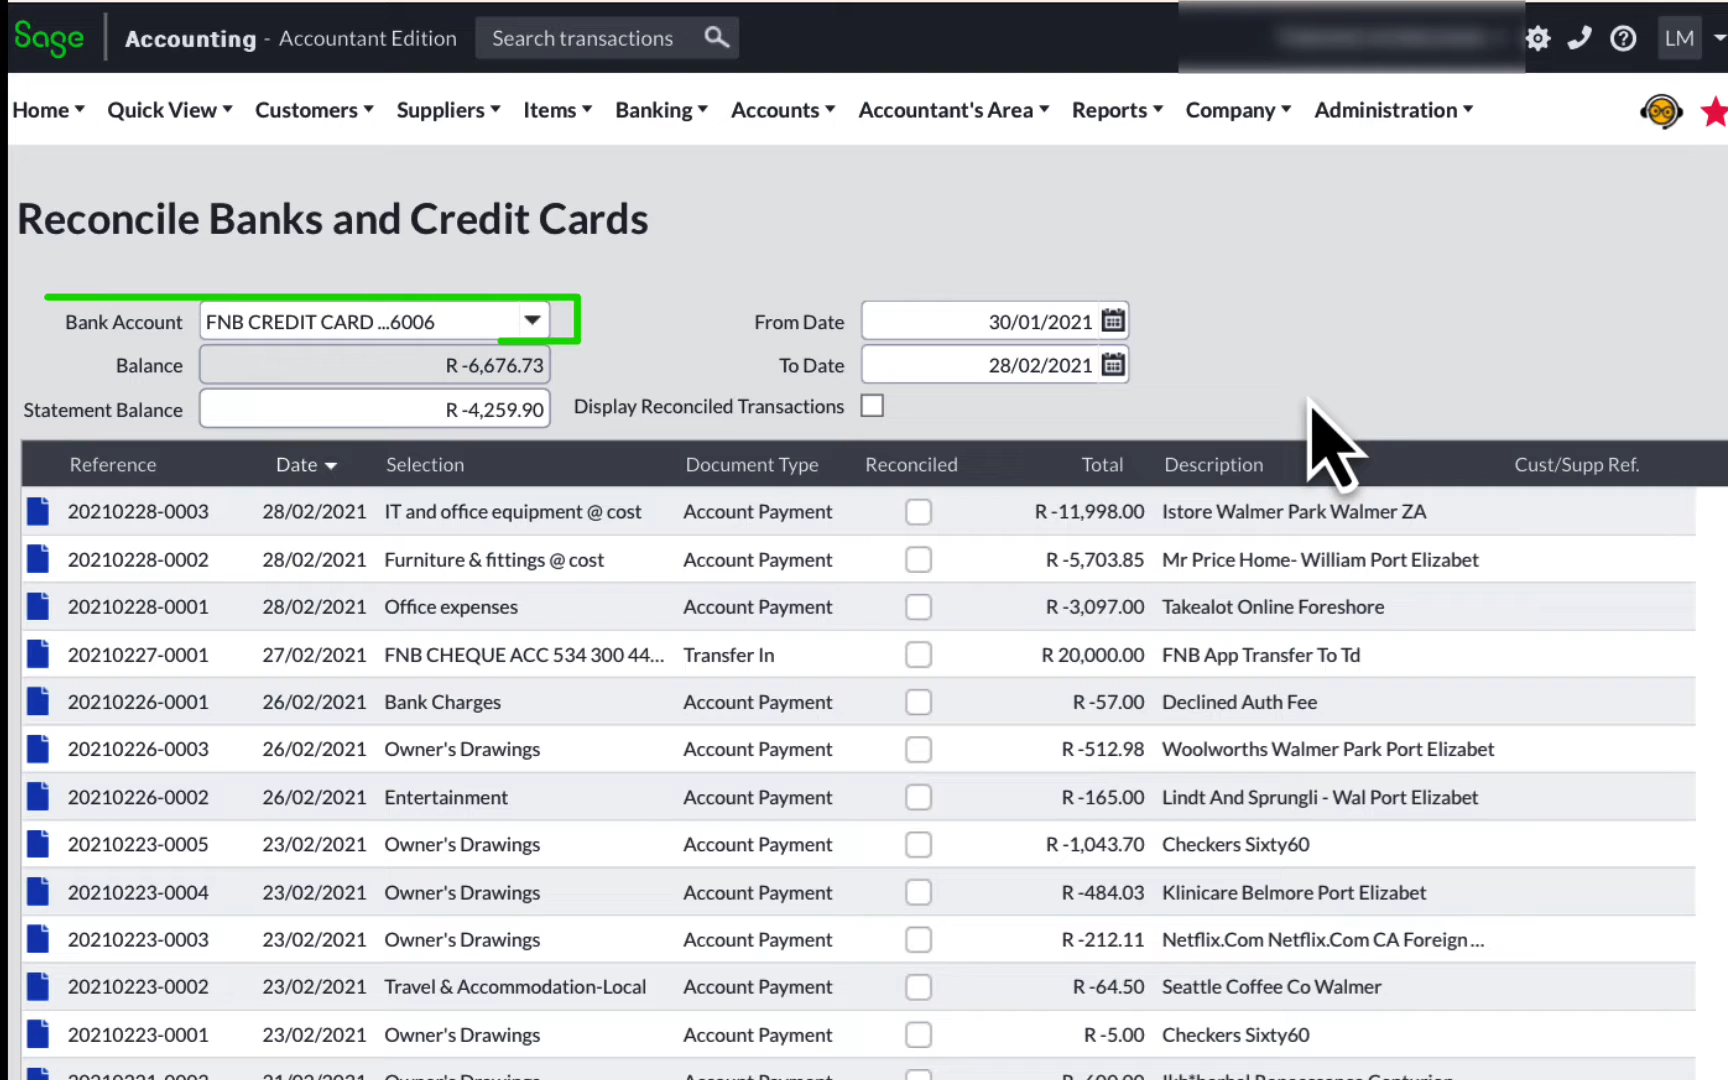 Sage Accounting - Accountant Edition Search transactions LM
Home Quick View Customers Suppliers Items Banking Accounts Accountant's Area Reports Company Administration
Reconcile Banks and Credit Cards
Bank Account FNB CREDIT CARD ...6006 From Date 30/01/2021
Balance R -6,676.73 To Date 28/02/2021
Statement Balance R -4,259.90 Display Reconciled Transactions
Reference Date Selection Document Type Reconciled Total Description Cust/Supp Ref.
20210228-0003 28/02/2021 IT and office equipment @ cost Account Payment R -11,998.00 Istore Walmer Park Walmer ZA
20210228-0002 28/02/2021 Furniture & fittings @ cost Account Payment R -5,703.85 Mr Price Home- William Port Elizabet
20210228-0001 28/02/2021 Office expenses Account Payment R -3,097.00 Takealot Online Foreshore
20210227-0001 27/02/2021 FNB CHEQUE ACC 534 300 44... Transfer In R 20,000.00 FNB App Transfer To Td
20210226-0001 26/02/2021 Bank Charges Account Payment R -57.00 Declined Auth Fee
20210226-0003 26/02/2021 Owner's Drawings Account Payment R -512.98 Woolworths Walmer Park Port Elizabet
20210226-0002 26/02/2021 Entertainment Account Payment R -165.00 Lindt And Sprungli - Wal Port Elizabet
20210223-0005 23/02/2021 Owner's Drawings Account Payment R -1,043.70 Checkers Sixty60
20210223-0004 23/02/2021 Owner's Drawings Account Payment R -484.03 Klinicare Belmore Port Elizabet
20210223-0003 23/02/2021 Owner's Drawings Account Payment R -212.11 Netflix.Com Netflix.Com CA Foreign ...
20210223-0002 23/02/2021 Travel & Accommodation-Local Account Payment R -64.50 Seattle Coffee Co Walmer
20210223-0001 23/02/2021 Owner's Drawings Account Payment R -5.00 Checkers Sixty60